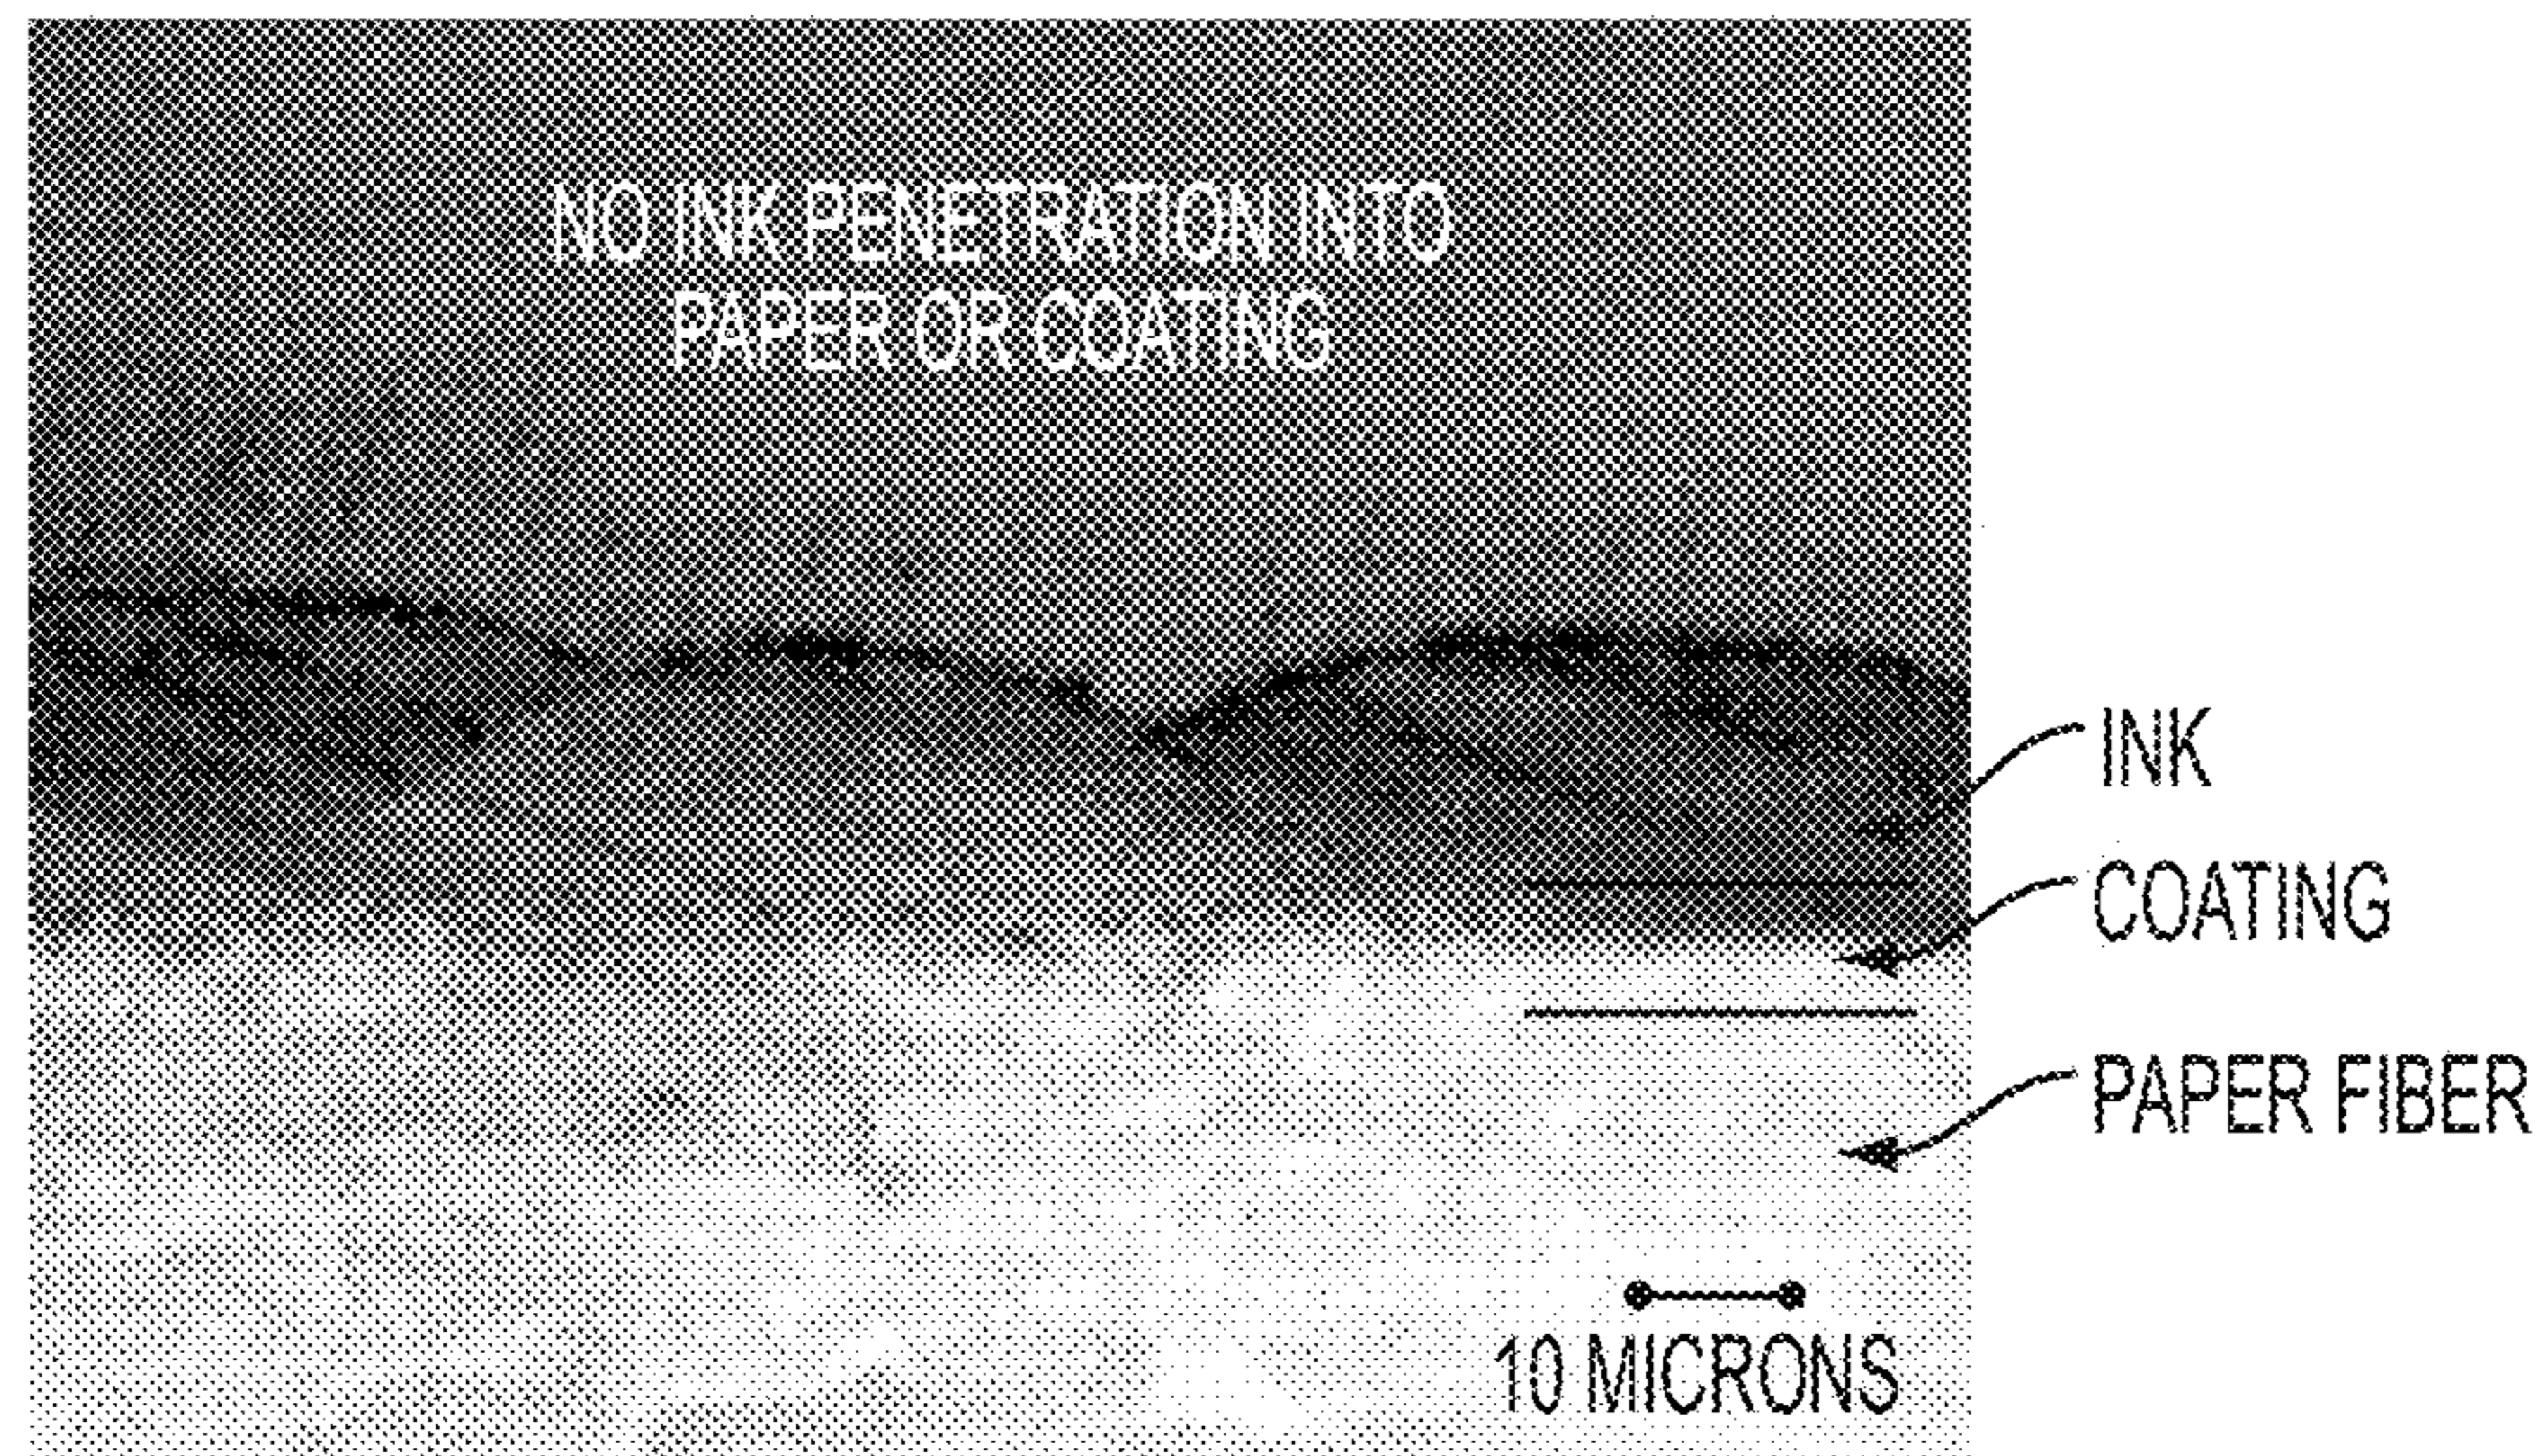 NO INK PENETRATION INTO
PAPER OR COATING
INK
COATING
PAPER FIBER
10 MICRONS